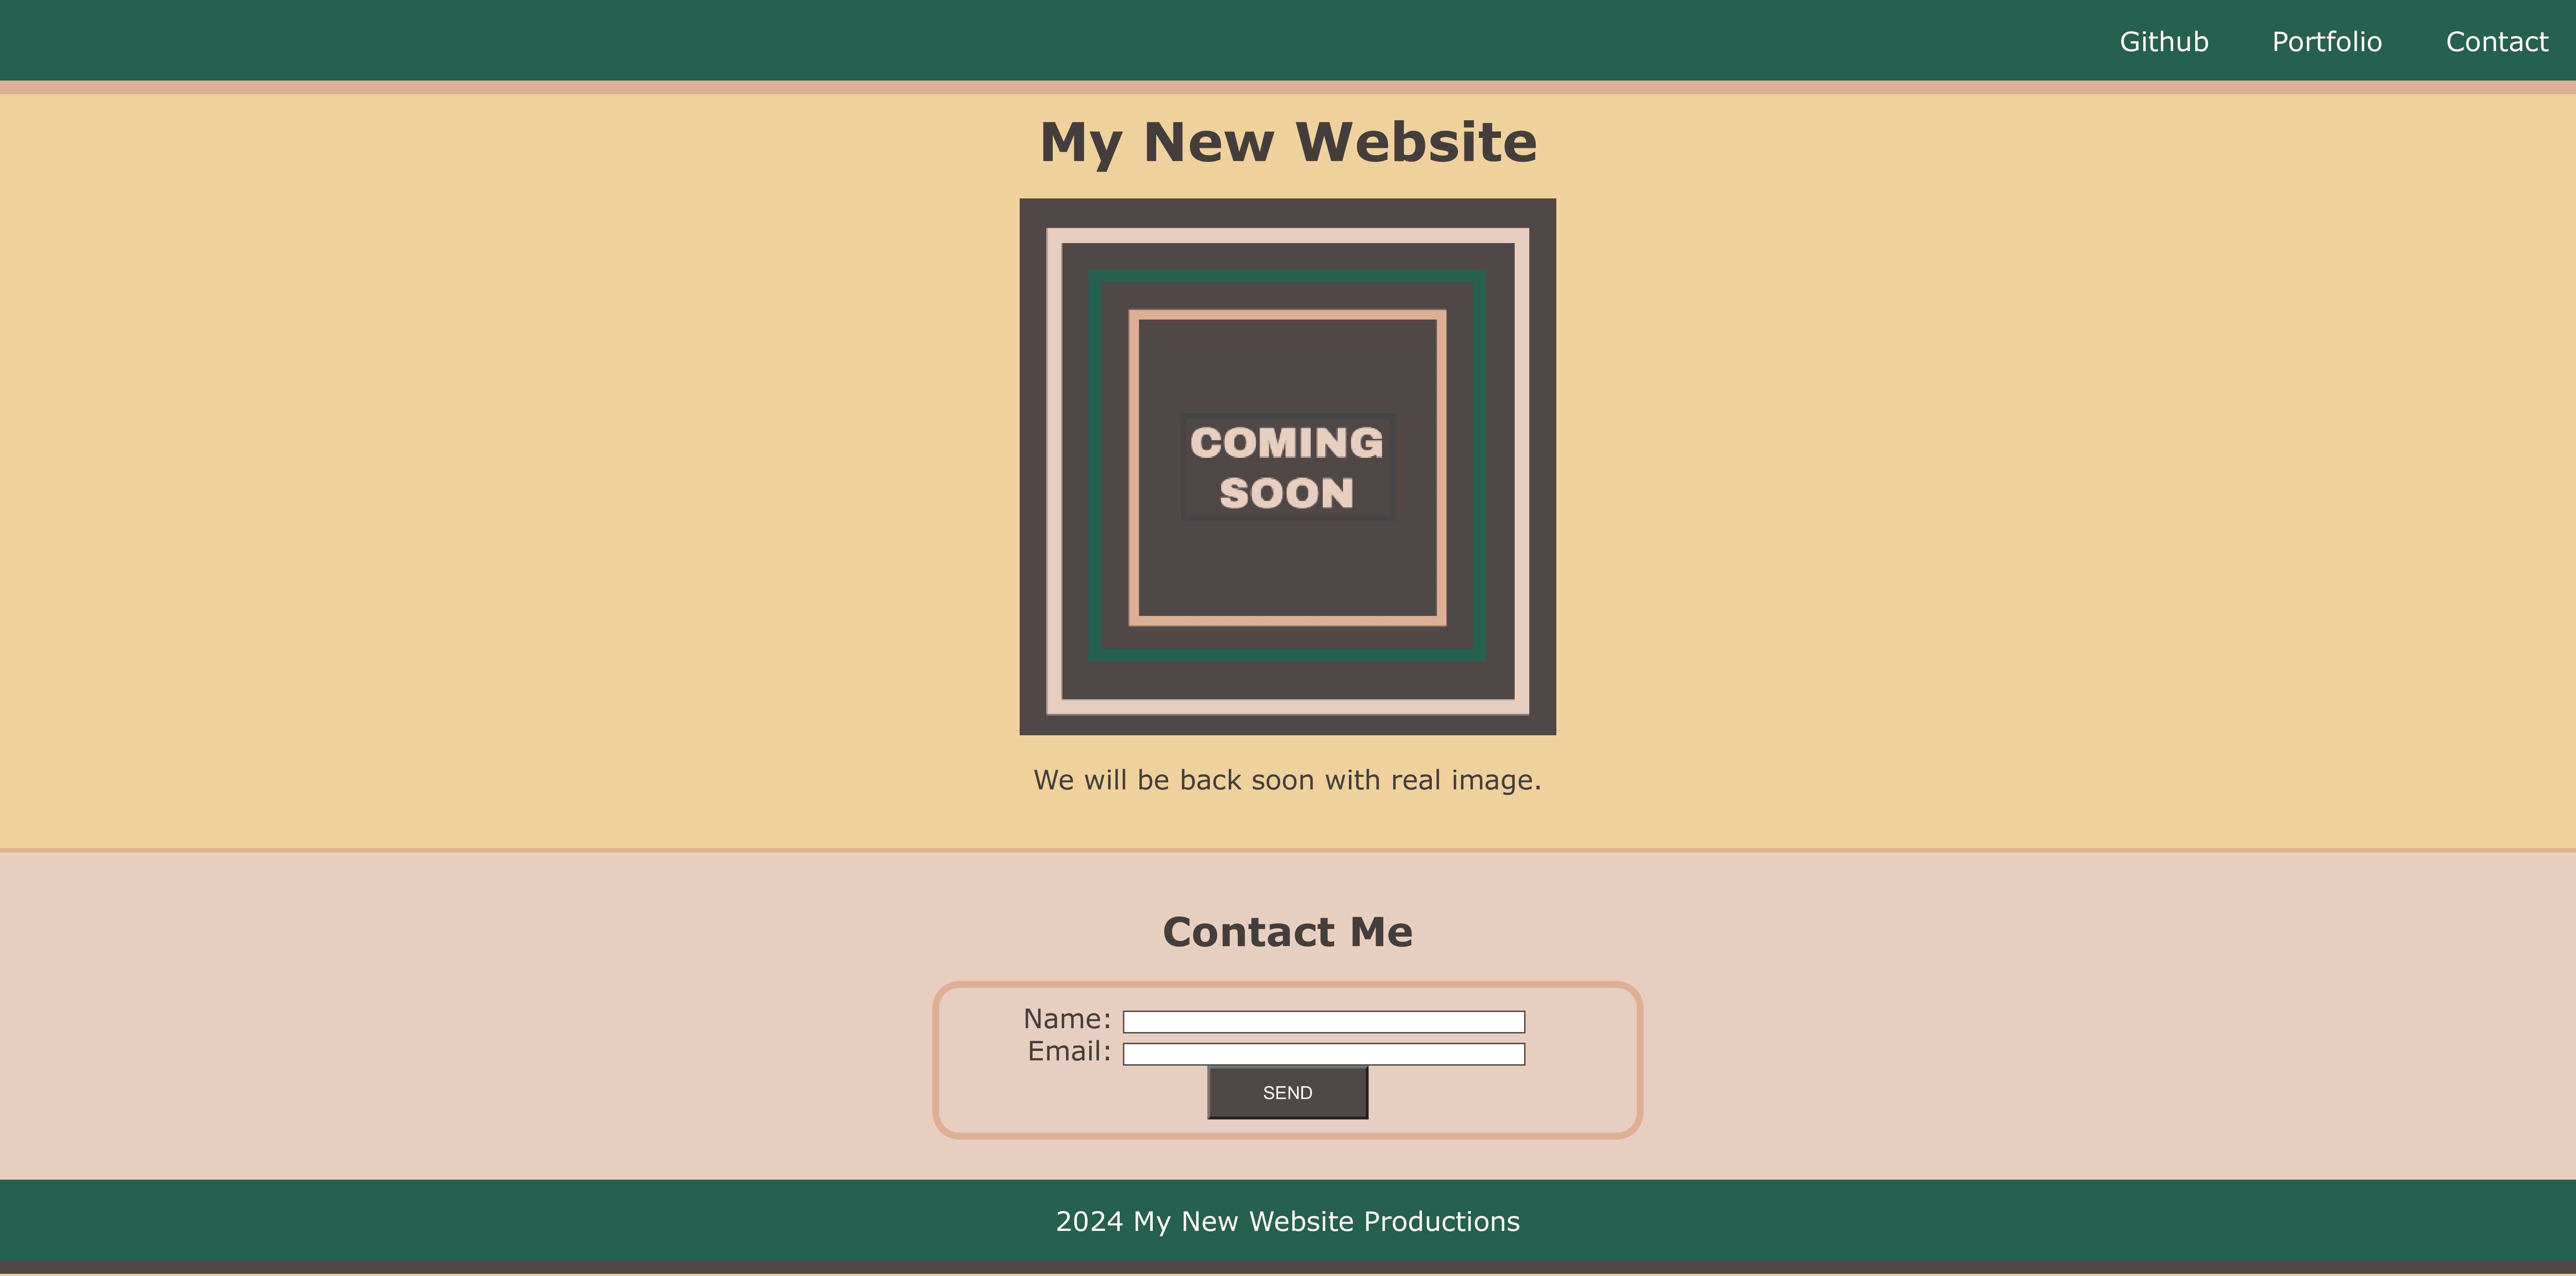 Github Portfolio Contact
My New Website
COMING
SOON
We will be back soon with real image.
Contact Me
Name:
Email:
SEND
2024 My New Website Productions